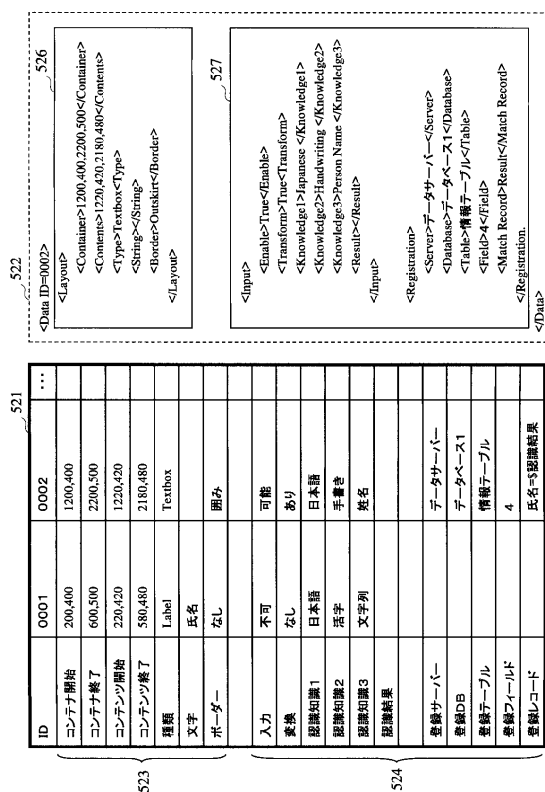 521
ID 0001 0002 …
コンテナ開始 200,400 1200,400
コンテナ終了 600,500 2200,500
コンテンツ開始 220,420 1220,420
コンテンツ終了 580,480 2180,480
種類 Label Textbox
文字 氏名
ボーダー なし 囲み
入力 不可 可能
変換 なし あり
認識知識1 日本語 日本語
認識知識2 活字 手書き
認識知識3 文字列 姓名
認識結果
登録サーバー データサーバー
登録DB データベース1
登録テーブル 情報テーブル
登録フィールド 4
登録レコード 氏名=$認識結果
523
524
522
<Data ID=0002>
526
<Layout>
<Container>1200,400,2200,500</Container>
<Contents>1220,420,2180,480</Contents>
<Type>Textbox<Type>
<String></String>
<Border>Outskirt</Border>
</Layout>
527
<Input>
<Enable>True</Enable>
<Transform>True<Transform>
<Knowledge1>Japanese </Knowledge1>
<Knowledge2>Handwriting </Knowledge2>
<Knowledge3>Person Name </Knowledge3>
<Result></Result>
</Input>
<Registration>
<Server>データサーバー</Server>
<Database>データベース1</Database>
<Table>情報テーブル</Table>
<Field>4</Field>
<Match Record>Result</Match Record>
</Registration.
</Data>